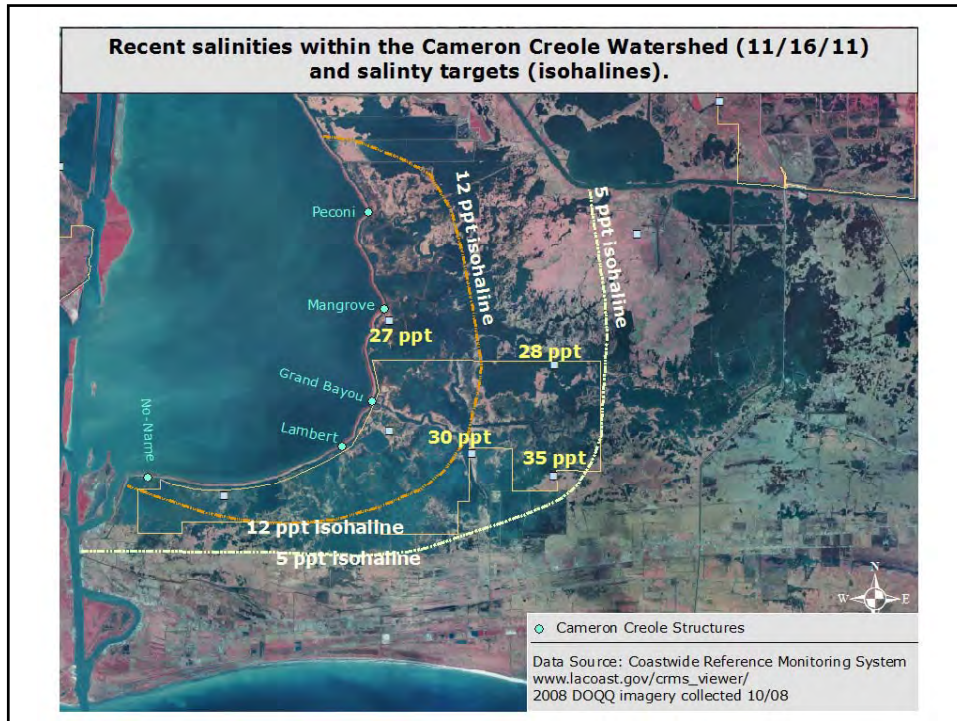 Recent salinities within the Cameron Creole Watershed (11/16/11)
and salinty targets (isohalines).
12 ppt isohaline
5 ppt isohaline
Peconi
Mangrove
27 ppt
28 ppt
Grand Bayou
No-Name
Lambert
30 ppt
35 ppt
12 ppt isohaline
5 ppt isohaline
N
W
E
S
Cameron Creole Structures
Data Source: Coastwide Reference Monitoring System
www.lacoast.gov/crms_viewer/
2008 DOQQ imagery collected 10/08